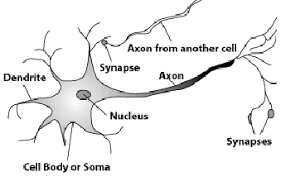 Axon from another cell
Synapse
Axon
Dendrite
Nucleus
Synapses
Cell Body or Soma